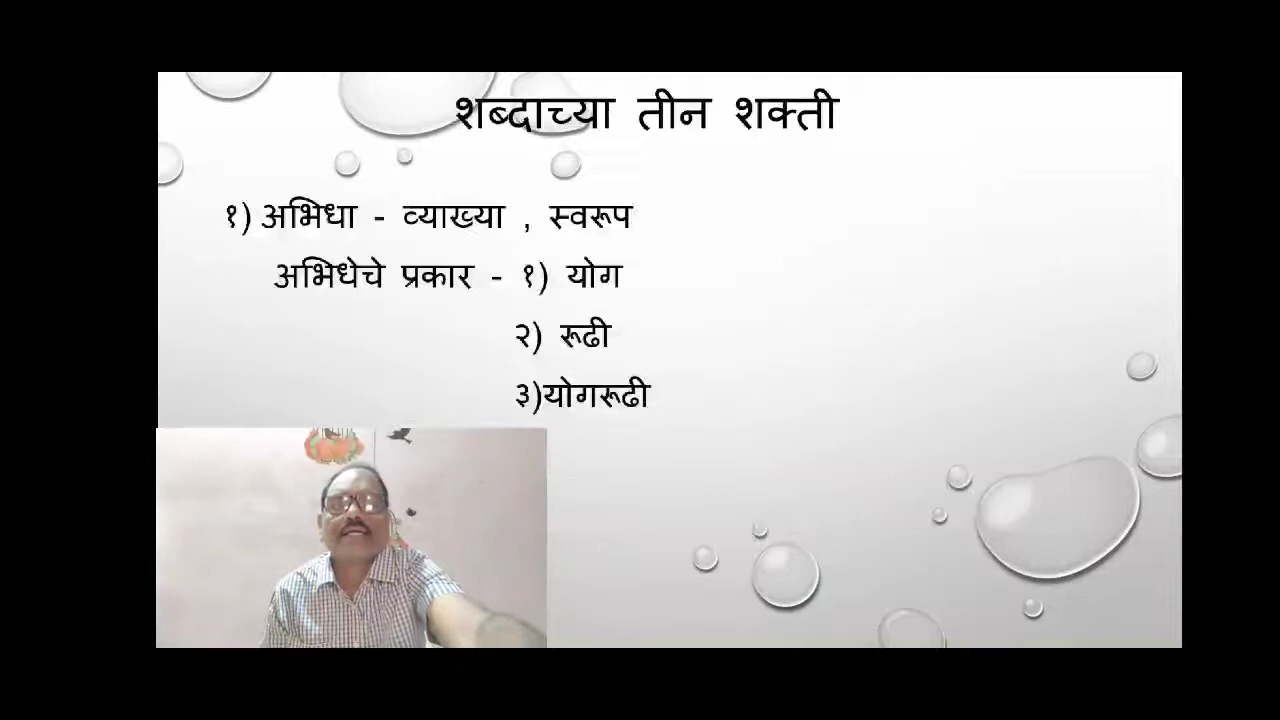 शब्दाच्या तीन शक्ती
१) अभिधा - व्याख्या , स्वरूप
अभिधेचे प्रकार - १) योग
२) रूढी
३)योगरूढी